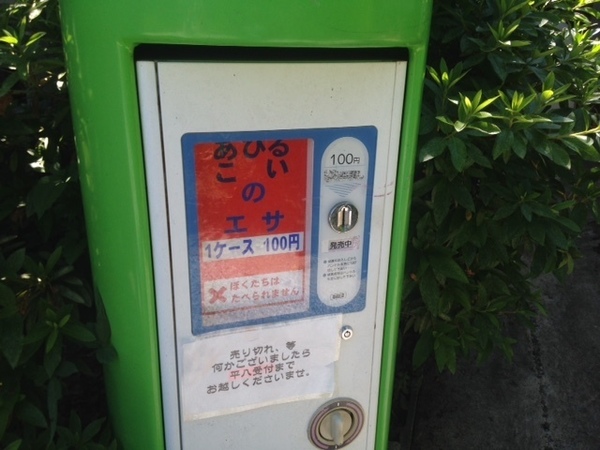 あひる
こい
の
エサ
1ケース 100円
ぼくたちは
たべられません
100円
発売中
売り切れ、等
何かございましたら
平八受付まで
お越しくださいませ。